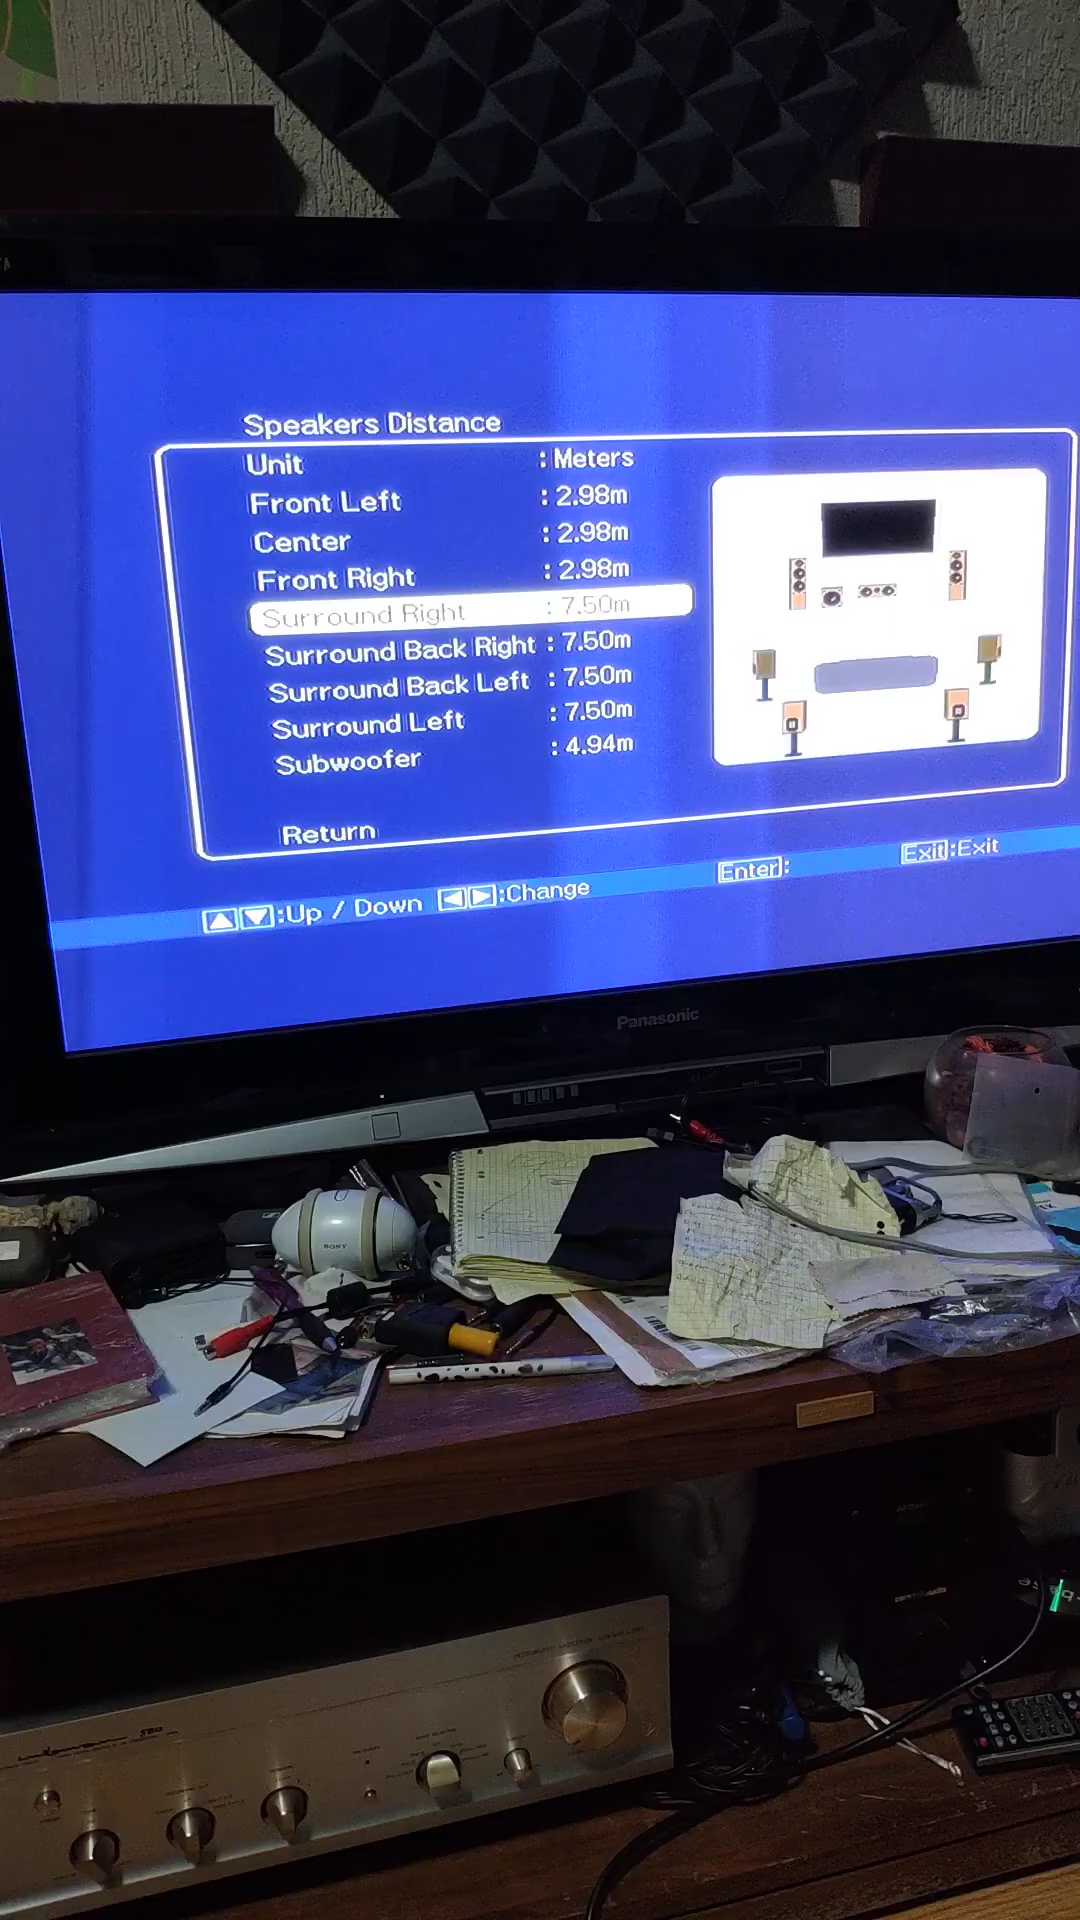 Speakers Distance
Unit : Meters
Front Left : 2.98m
Center : 2.98m
Front Right : 2.98m
Surround Right : 7.50m
Surround Back Right : 7.50m
Surround Back Left : 7.50m
Surround Left : 7.50m
Subwoofer : 4.94m
Return
▲▼:Up / Down ◀▶:Change Enter: Exit:Exit
Panasonic
SONY